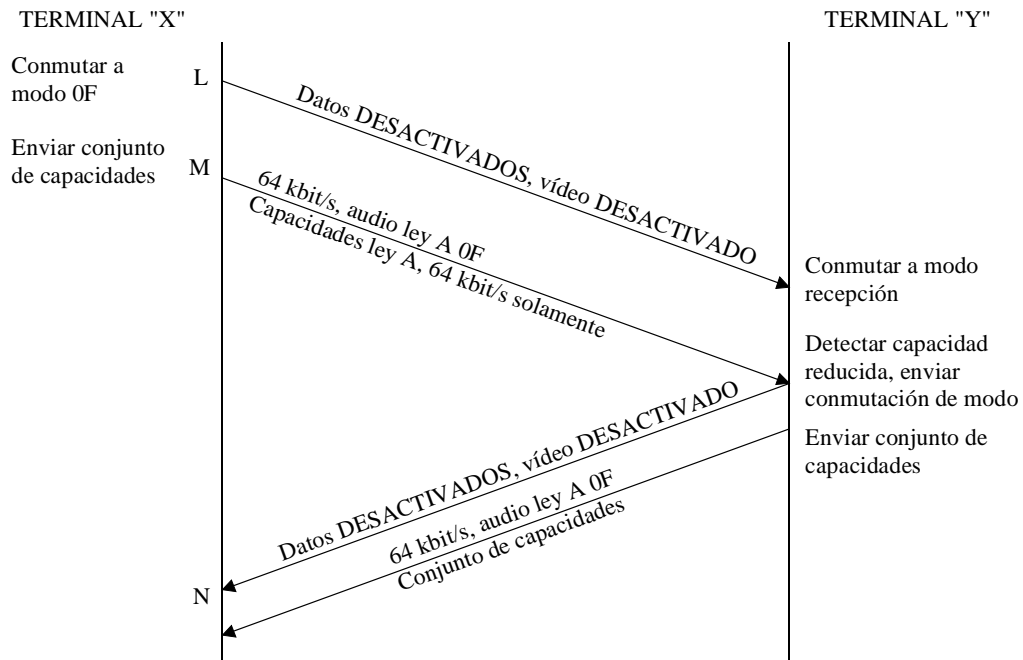 TERMINAL "X"
TERMINAL "Y"
Conmutar a
modo 0F
L
Datos DESACTIVADOS, vídeo DESACTIVADO
Enviar conjunto
de capacidades
M
64 kbit/s, audio ley A 0F
Capacidades ley A, 64 kbit/s solamente
Conmutar a modo
recepción
Detectar capacidad
reducida, enviar
conmutación de modo
Datos DESACTIVADOS, vídeo DESACTIVADO
Enviar conjunto de
capacidades
64 kbit/s, audio ley A 0F
Conjunto de capacidades
N